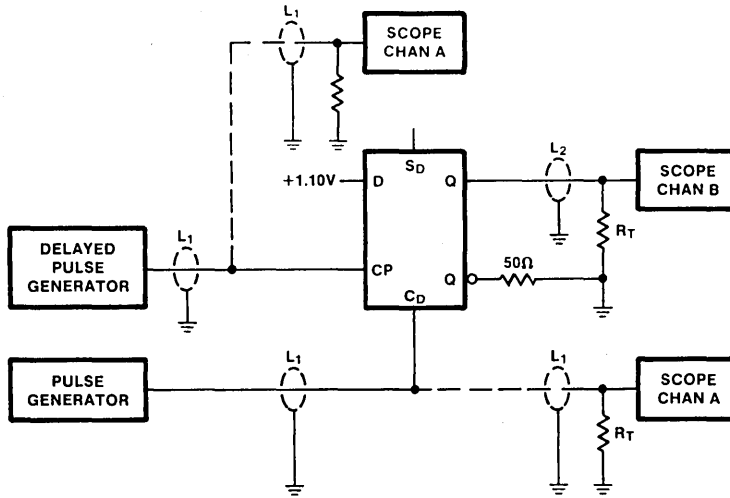 L1
SCOPE
CHAN A
SD
+1.10V
D
Q
L2
SCOPE
CHAN B
RT
DELAYED
PULSE
GENERATOR
L1
CP
Q
50Ω
CD
PULSE
GENERATOR
L1
L1
SCOPE
CHAN A
RT